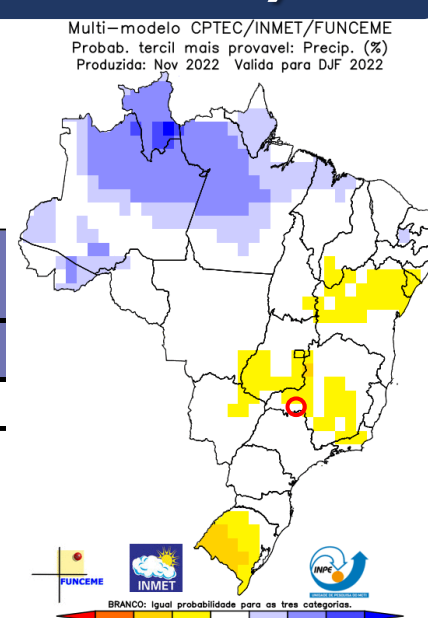 Multi-modelo CPTEC/INMET/FUNCEME
Probab. tercil mais provavel: Precip. (%)
Produzida: Nov 2022 Valida para DJF 2022
FUNCEME
INMET
INPE
BRANCO: Igual probabilidade para as tres categorias.